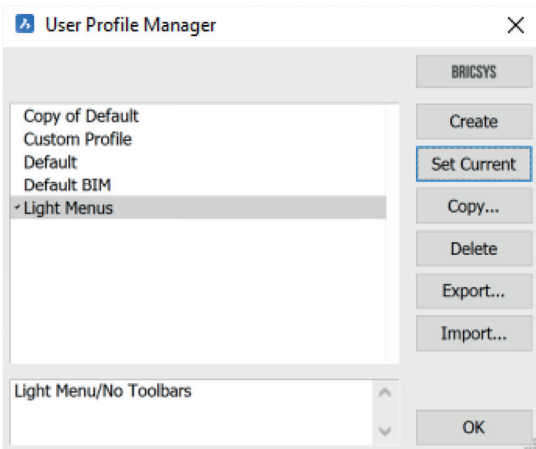 User Profile Manager
BRICSYS
Copy of Default
Custom Profile
Default
Default BIM
Light Menus
Create
Set Current
Copy...
Delete
Export...
Import...
Light Menu/No Toolbars
OK